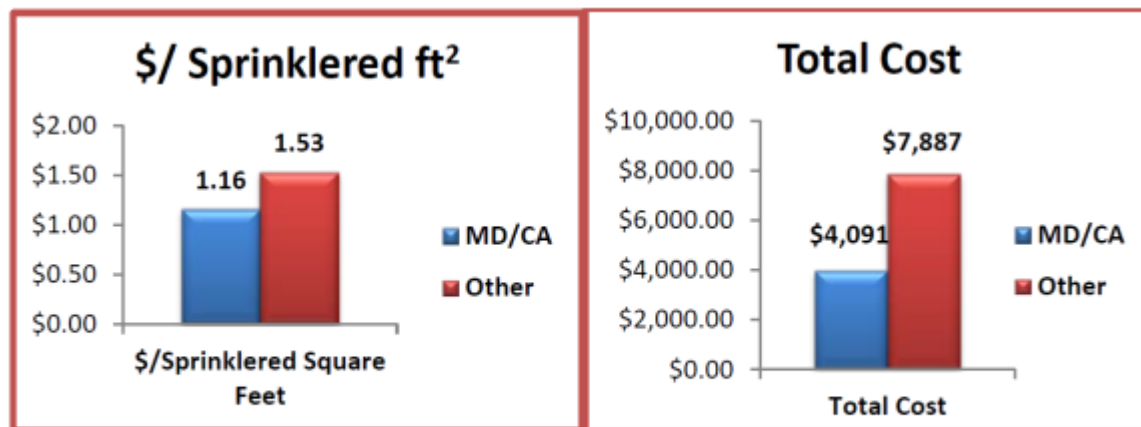 $/ Sprinklered ft²
$2.00
$1.50
$1.00
$0.50
$0.00
1.16
1.53
MD/CA
Other
$/Sprinklered Square
Feet
Total Cost
$10,000.00
$8,000.00
$6,000.00
$4,000.00
$2,000.00
$0.00
$4,091
$7,887
MD/CA
Other
Total Cost